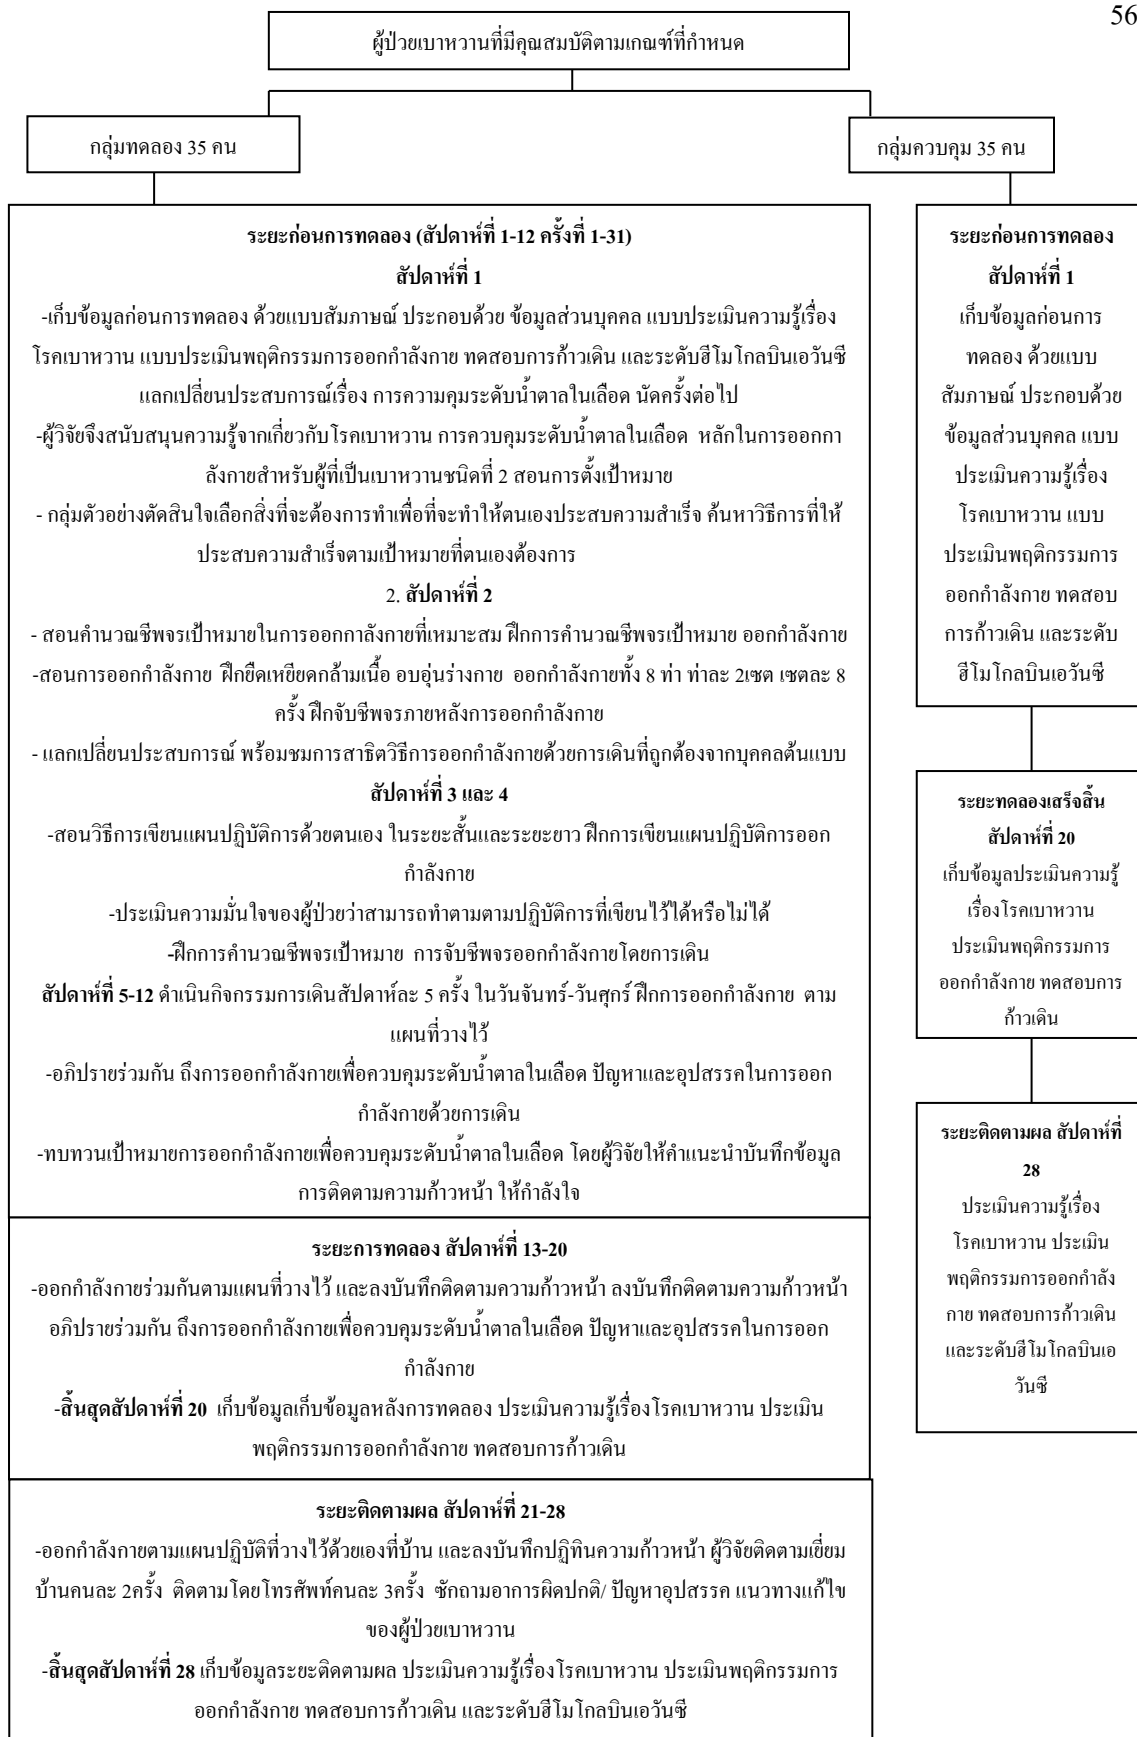 56
ผู้ป่วยเบาหวานที่มีคุณสมบัติตามเกณฑ์ที่กำหนด
กลุ่มทดลอง 35 คน
กลุ่มควบคุม 35 คน
ระยะก่อนการทดลอง (สัปดาห์ที่ 1-12 ครั้งที่ 1-31)
สัปดาห์ที่ 1
-เก็บข้อมูลก่อนการทดลอง ด้วยแบบสัมภาษณ์ ประกอบด้วย ข้อมูลส่วนบุคคล แบบประเมินความรู้เรื่อง
โรคเบาหวาน แบบประเมินพฤติกรรมการออกกำลังกาย ทดสอบการก้าวเดิน และระดับฮีโมโกลบินเอวันซี
แลกเปลี่ยนประสบการณ์เรื่อง การความคุมระดับน้ำตาลในเลือด นัดครั้งต่อไป
-ผู้วิจัยจึงสนับสนุนความรู้จากเกี่ยวกับโรคเบาหวาน การควบคุมระดับน้ำตาลในเลือด หลักในการออกกา
ลังกายสำหรับผู้ที่เป็นเบาหวานชนิดที่ 2 สอนการตั้งเป้าหมาย
- กลุ่มตัวอย่างตัดสินใจเลือกสิ่งที่จะต้องการทำเพื่อที่จะทำให้ตนเองประสบความสำเร็จ ค้นหาวิธีการที่ให้
ประสบความสำเร็จตามเป้าหมายที่ตนเองต้องการ
2. สัปดาห์ที่ 2
- สอนคำนวณชีพจรเป้าหมายในการออกกาลังกายที่เหมาะสม ฝึกการคำนวณชีพจรเป้าหมาย ออกกำลังกาย
-สอนการออกกำลังกาย ฝึกยืดเหยียดกล้ามเนื้อ อบอุ่นร่างกาย ออกกำลังกายทั้ง 8 ท่า ท่าละ 2เซต เซตละ 8
ครั้ง ฝึกจับชีพจรภายหลังการออกกำลังกาย
- แลกเปลี่ยนประสบการณ์ พร้อมชมการสาธิตวิธีการออกกำลังกายด้วยการเดินที่ถูกต้องจากบุคคลต้นแบบ
สัปดาห์ที่ 3 และ 4
-สอนวิธีการเขียนแผนปฏิบัติการด้วยตนเอง ในระยะสั้นและระยะยาว ฝึกการเขียนแผนปฏิบัติการออก
กำลังกาย
-ประเมินความมั่นใจของผู้ป่วยว่าสามารถทำตามตามปฏิบัติการที่เขียนไว้ได้หรือไม่ได้
-ฝึกการคำนวณชีพจรเป้าหมาย การจับชีพจรออกกำลังกายโดยการเดิน
สัปดาห์ที่ 5-12 ดำเนินกิจกรรมการเดินสัปดาห์ละ 5 ครั้ง ในวันจันทร์-วันศุกร์ ฝึกการออกกำลังกาย ตาม
แผนที่วางไว้
-อภิปรายร่วมกัน ถึงการออกกำลังกายเพื่อควบคุมระดับน้ำตาลในเลือด ปัญหาและอุปสรรคในการออก
กำลังกายด้วยการเดิน
-ทบทวนเป้าหมายการออกกำลังกายเพื่อควบคุมระดับน้ำตาลในเลือด โดยผู้วิจัยให้คำแนะนำบันทึกข้อมูล
การติดตามความก้าวหน้า ให้กำลังใจ
ระยะการทดลอง สัปดาห์ที่ 13-20
-ออกกำลังกายร่วมกันตามแผนที่วางไว้ และลงบันทึกติดตามความก้าวหน้า ลงบันทึกติดตามความก้าวหน้า
อภิปรายร่วมกัน ถึงการออกกำลังกายเพื่อควบคุมระดับน้ำตาลในเลือด ปัญหาและอุปสรรคในการออก
กำลังกาย
-สิ้นสุดสัปดาห์ที่ 20 เก็บข้อมูลเก็บข้อมูลหลังการทดลอง ประเมินความรู้เรื่องโรคเบาหวาน ประเมิน
พฤติกรรมการออกกำลังกาย ทดสอบการก้าวเดิน
ระยะติดตามผล สัปดาห์ที่ 21-28
-ออกกำลังกายตามแผนปฏิบัติที่วางไว้ด้วยเองที่บ้าน และลงบันทึกปฏิทินความก้าวหน้า ผู้วิจัยติดตามเยี่ยม
บ้านคนละ 2ครั้ง ติดตามโดยโทรศัพท์คนละ 3ครั้ง ซักถามอาการผิดปกติ/ ปัญหาอุปสรรค แนวทางแก้ไข
ของผู้ป่วยเบาหวาน
-สิ้นสุดสัปดาห์ที่ 28 เก็บข้อมูลระยะติดตามผล ประเมินความรู้เรื่องโรคเบาหวาน ประเมินพฤติกรรมการ
ออกกำลังกาย ทดสอบการก้าวเดิน และระดับฮีโมโกลบินเอวันซี
ระยะก่อนการทดลอง
สัปดาห์ที่ 1
เก็บข้อมูลก่อนการ
ทดลอง ด้วยแบบ
สัมภาษณ์ ประกอบด้วย
ข้อมูลส่วนบุคคล แบบ
ประเมินความรู้เรื่อง
โรคเบาหวาน แบบ
ประเมินพฤติกรรมการ
ออกกำลังกาย ทดสอบ
การก้าวเดิน และระดับ
ฮีโมโกลบินเอวันซี
ระยะทดลองเสร็จสิ้น
สัปดาห์ที่ 20
เก็บข้อมูลประเมินความรู้
เรื่องโรคเบาหวาน
ประเมินพฤติกรรมการ
ออกกำลังกาย ทดสอบการ
ก้าวเดิน
ระยะติดตามผล สัปดาห์ที่
28
ประเมินความรู้เรื่อง
โรคเบาหวาน ประเมิน
พฤติกรรมการออกกำลัง
กาย ทดสอบการก้าวเดิน
และระดับฮีโมโกลบินเอ
วันซี